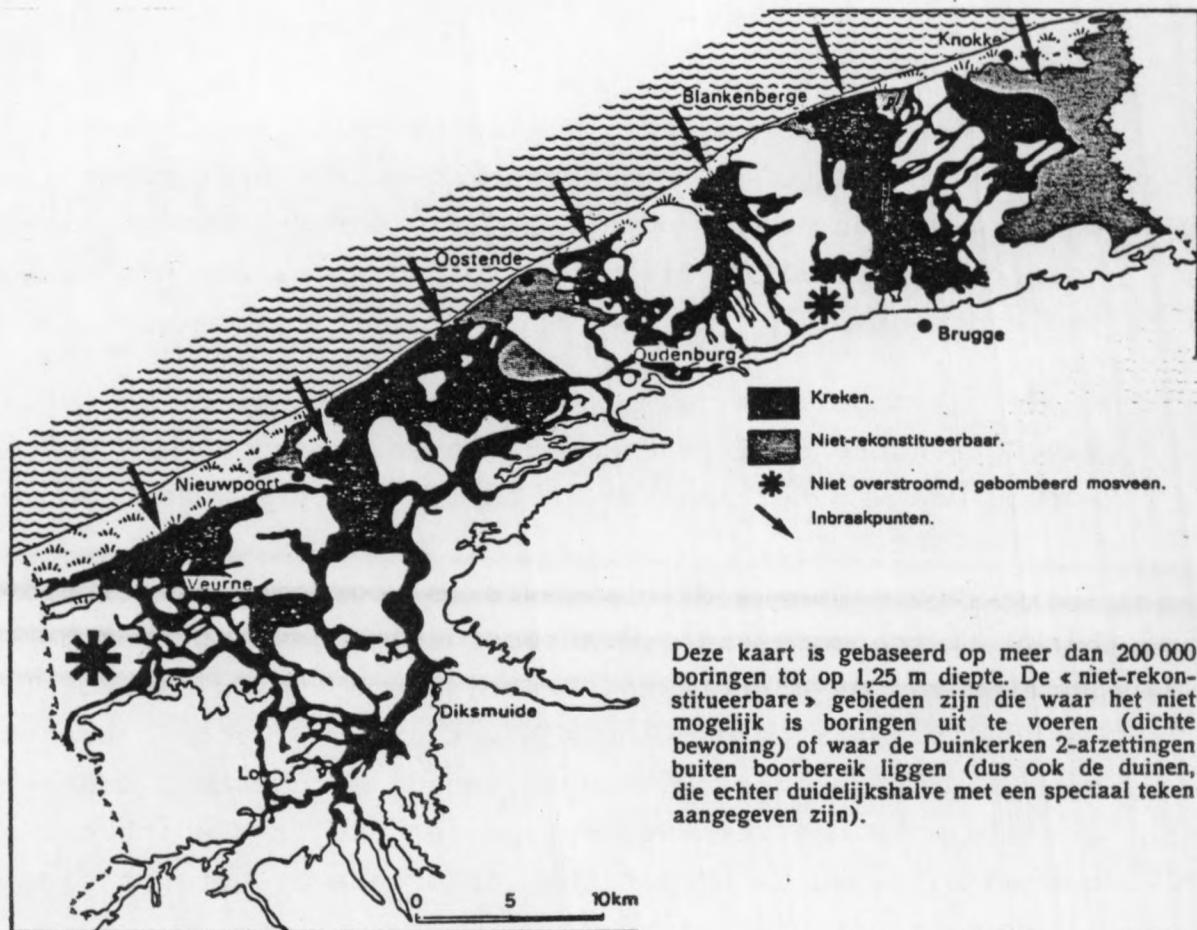 Knokke
Blankenberge
Oostende
Oudenburg
Brugge
Kreken.
Niet-rekonstitueerbaar.
Niet overstroomd, gebombeerd mosveen.
Inbraakpunten.
Nieuwpoort
Veurne
Diksmuide
Lo
Deze kaart is gebaseerd op meer dan 200 000
boringen tot op 1,25 m diepte. De « niet-rekon-
stitueerbare » gebieden zijn die waar het niet
mogelijk is boringen uit te voeren (dichte
bewoning) of waar de Duinkerken 2-afzettingen
buiten boorbereik liggen (dus ook de duinen,
die echter duidelijkshalve met een speciaal teken
aangegeven zijn).
0 5 10km